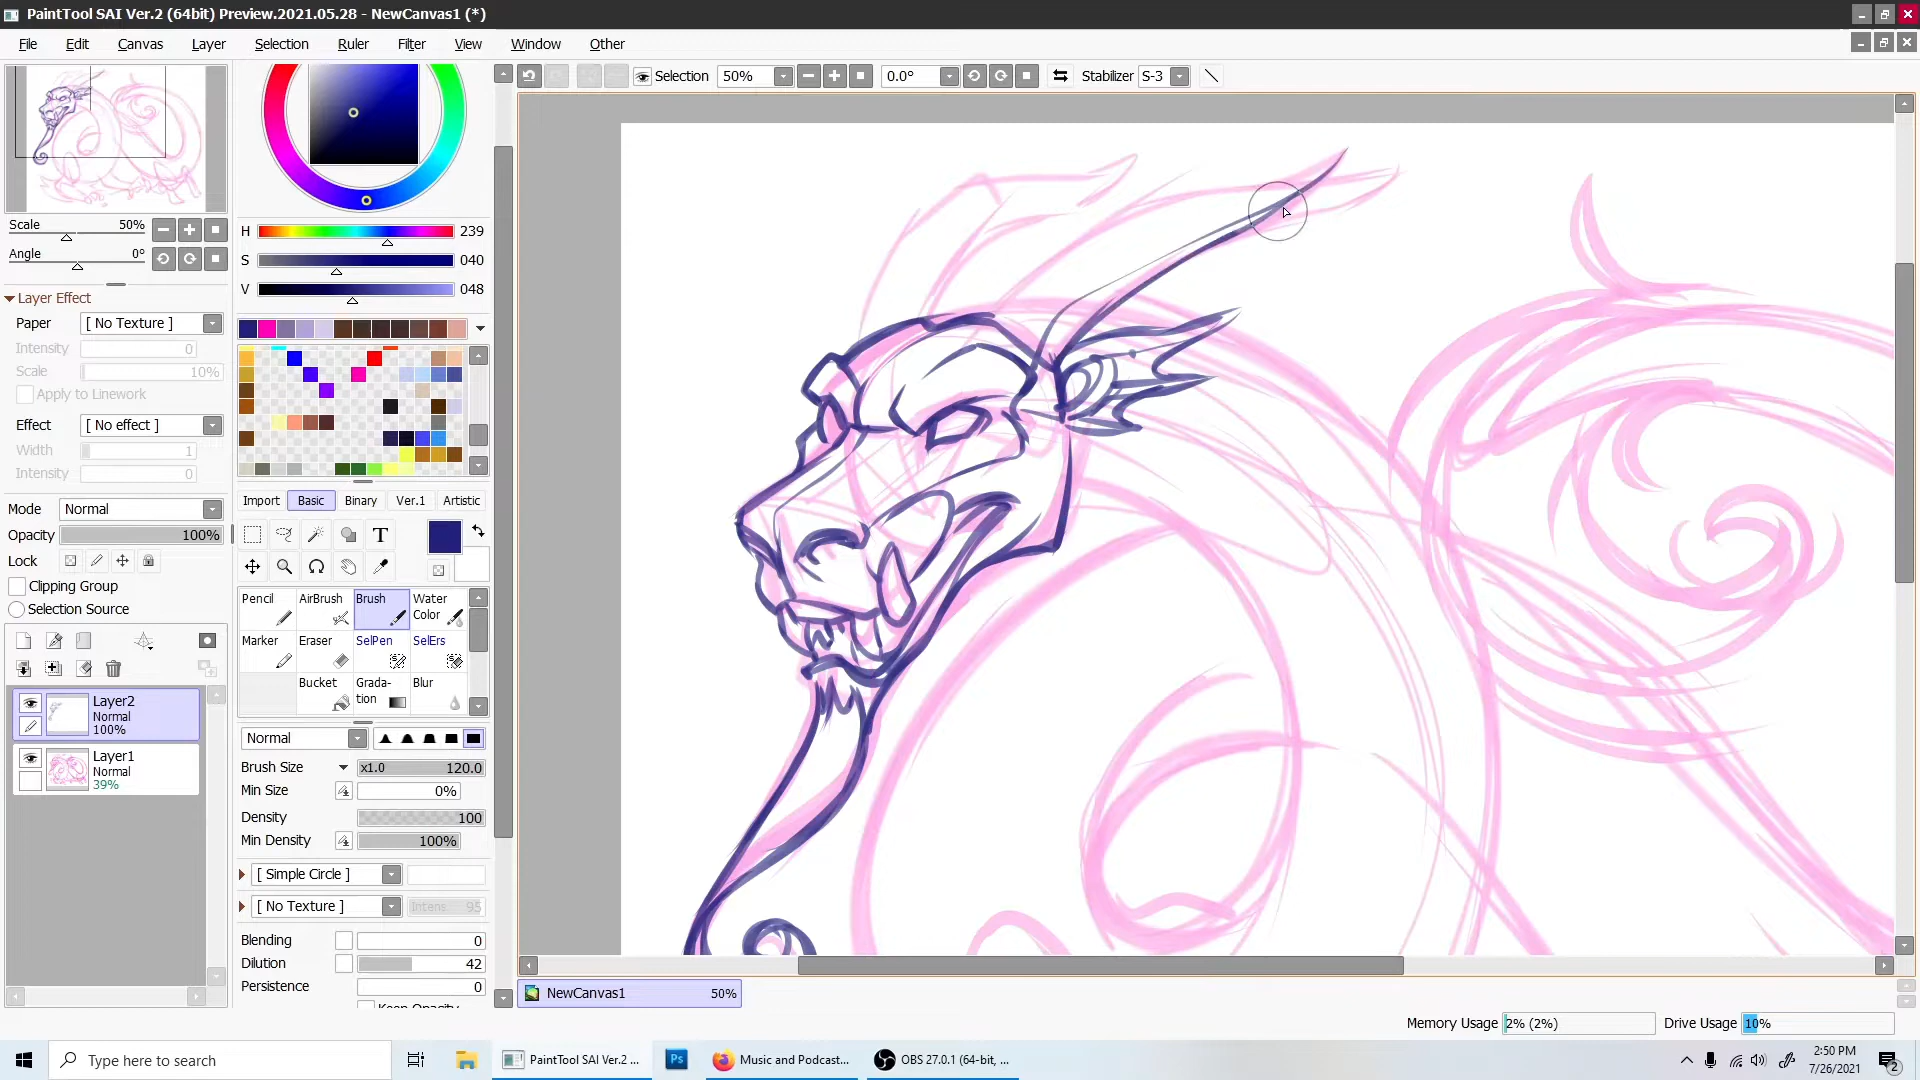 PaintTool SAI Ver.2 (64bit) Preview.2021.05.28 - NewCanvas1 (*)
File Edit Canvas Layer Selection Ruler Filter View Window Other
Selection 50% 0.0° Stabilizer S-3
Scale 50%
Angle 0°
Layer Effect
Paper [ No Texture ]
Intensity 0
Scale 10%
Apply to Linework
Effect [ No effect ]
Width 1
Intensity 0
Mode Normal
Opacity 100%
Lock
Clipping Group
Selection Source
Layer2
Normal
100%
Layer1
Normal
39%
H 239
S 040
V 048
Import Basic Binary Ver.1 Artistic
T
Pencil AirBrush Brush Water Color
Marker Eraser SelPen SelErs
Bucket Grada-tion Blur
Normal
Brush Size x1.0 120.0
Min Size 0%
Density 100
Min Density 100%
[ Simple Circle ]
[ No Texture ] Intens. 95
Blending 0
Dilution 42
Persistence 0
Keep Opacity
NewCanvas1 50%
Memory Usage 2% (2%) Drive Usage 10%
Type here to search
PaintTool SAI Ver.2 ...
Ps
Music and Podcast...
OBS 27.0.1 (64-bit, ...
2:50 PM
7/26/2021
2